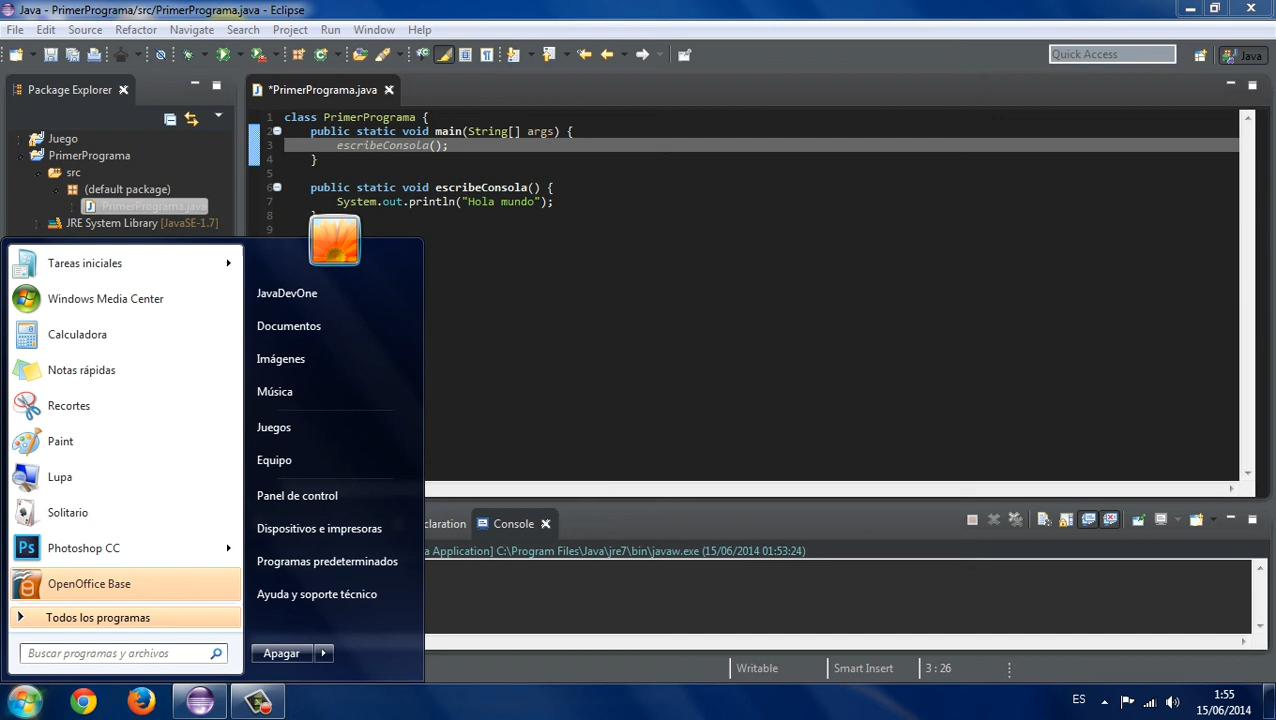 Java - PrimerPrograma/src/PrimerPrograma.java - Eclipse
File Edit Source Refactor Navigate Search Project Run Window Help
Quick Access
Java
Package Explorer
*PrimerPrograma.java
Juego
PrimerPrograma
src
(default package)
PrimerPrograma.java
JRE System Library [JavaSE-1.7]
1 class PrimerPrograma {
2 public static void main(String[] args) {
3 escribeConsola();
4 }
5
6 public static void escribeConsola() {
7 System.out.println("Hola mundo");
8
9
Tareas iniciales
Windows Media Center
Calculadora
Notas rápidas
Recortes
Paint
Lupa
Solitario
Ps Photoshop CC
OpenOffice Base
Todos los programas
Buscar programas y archivos
JavaDevOne
Documentos
Imágenes
Música
Juegos
Equipo
Panel de control
Dispositivos e impresoras
Programas predeterminados
Ayuda y soporte técnico
Apagar
claration Console
a Application] C:\Program Files\Java\jre7\bin\javaw.exe (15/06/2014 01:53:24)
Writable Smart Insert 3 : 26
ES
1:55
15/06/2014